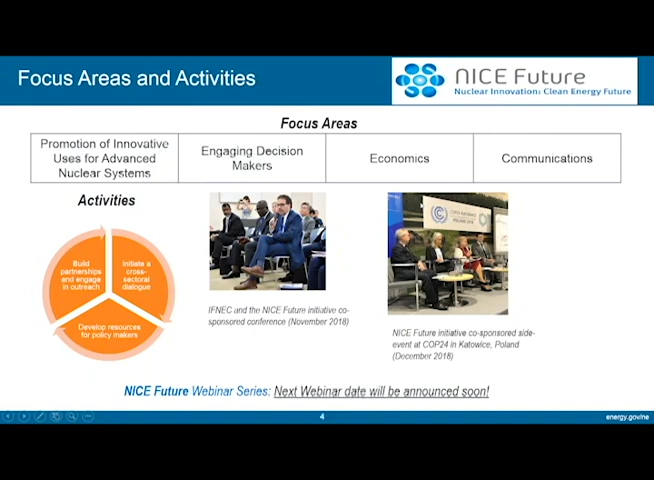 Focus Areas and Activities
NICE Future
Nuclear Innovation: Clean Energy Future
Focus Areas
Promotion of Innovative
Uses for Advanced
Nuclear Systems
Engaging Decision
Makers
Economics
Communications
Activities
Build
partnerships
and engage
in outreach
Initiate a
cross-
sectoral
dialogue
Develop resources
for policy makers
IFNEC and the NICE Future initiative co-
sponsored conference (November 2018)
NICE Future initiative co-sponsored side-
event at COP24 in Katowice, Poland
(December 2018)
NICE Future Webinar Series: Next Webinar date will be announced soon!
4
energy.gov/ne